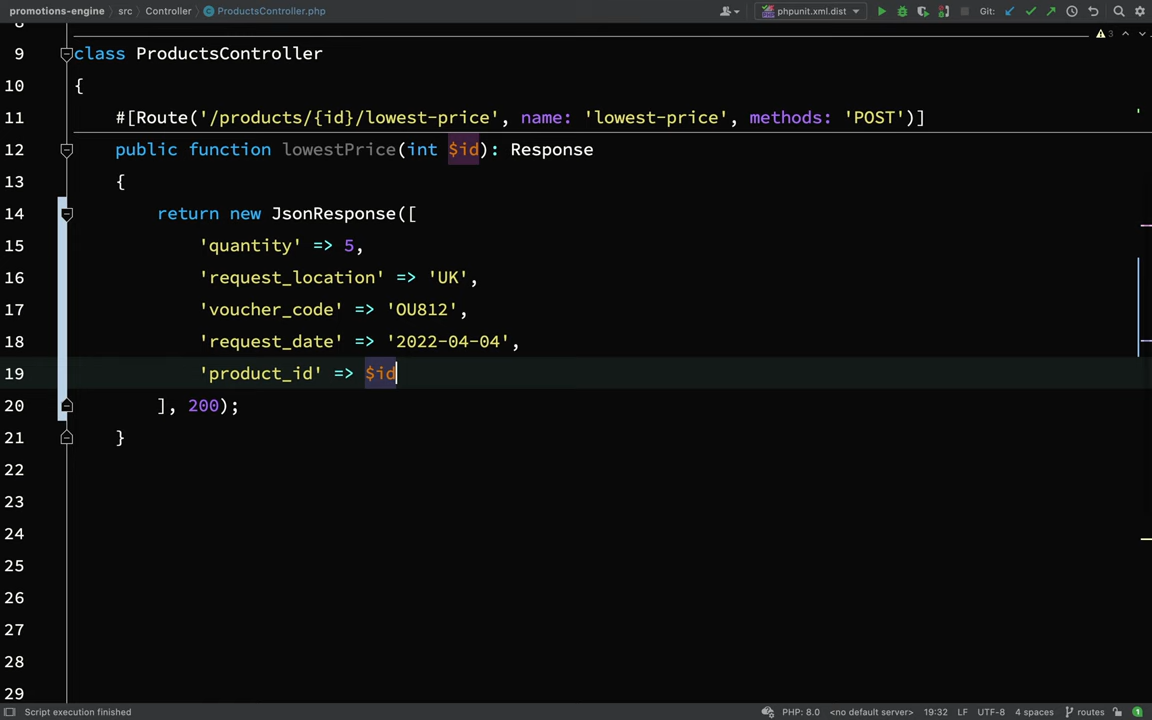 promotions-engine src Controller ProductsController.php phpunit.xml.dist Git:
8
3
9 class ProductsController
10 {
11 #[Route('/products/{id}/lowest-price', name: 'lowest-price', methods: 'POST')]
12 public function lowestPrice(int $id): Response
13 {
14 return new JsonResponse([
15 'quantity' => 5,
16 'request_location' => 'UK',
17 'voucher_code' => 'OU812',
18 'request_date' => '2022-04-04',
19 'product_id' => $id
20 ], 200);
21 }
22
23
24
25
26
27
28
29
Script execution finished PHP: 8.0 <no default server> 19:32 LF UTF-8 4 spaces routes 1